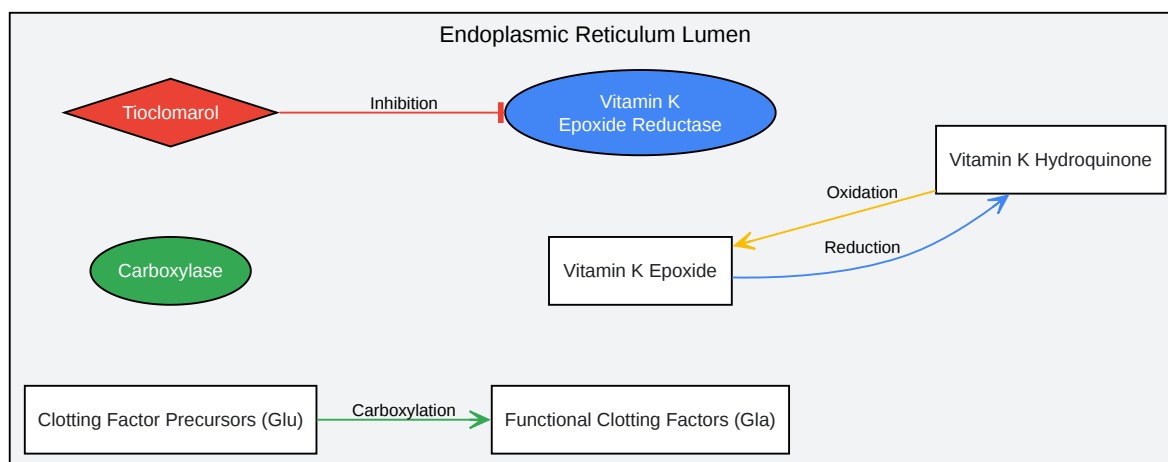 Endoplasmic Reticulum Lumen
Tioclomarol
Inhibition
Vitamin K
Epoxide Reductase
Vitamin K Hydroquinone
Oxidation
Reduction
Carboxylase
Vitamin K Epoxide
Clotting Factor Precursors (Glu)
Carboxylation
Functional Clotting Factors (Gla)